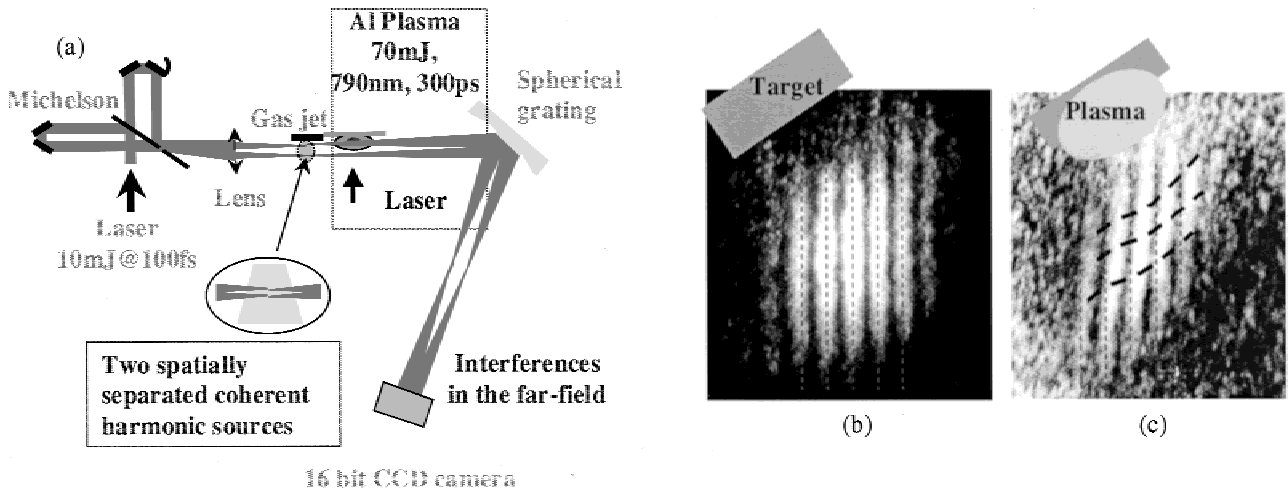 (a)
Al Plasma
70mJ,
790nm, 300ps
Spherical
grating
Michelson
Gas jet
Lens
Laser
Laser
10mJ@100fs
Two spatially
separated coherent
harmonic sources
Interferences
in the far-field
16 bit CCD camera
Target
Plasma
(b)
(c)